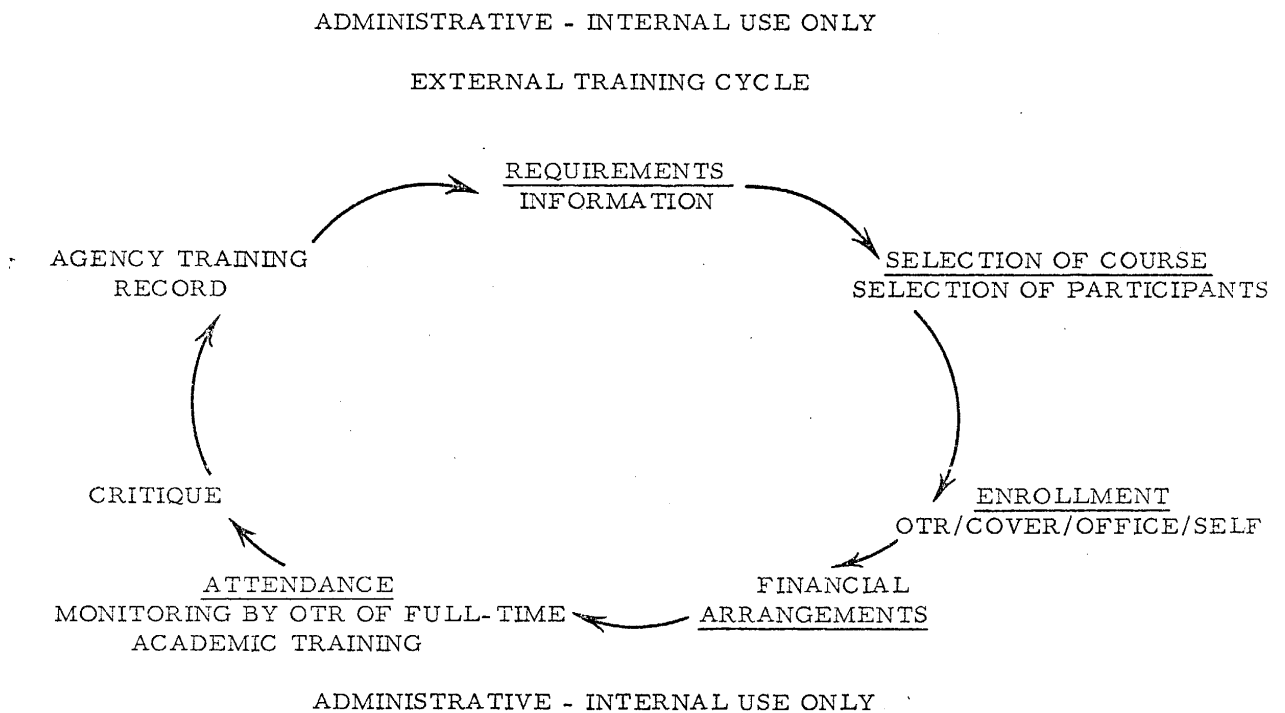 ADMINISTRATIVE - INTERNAL USE ONLY
EXTERNAL TRAINING CYCLE
REQUIREMENTS
INFORMATION
SELECTION OF COURSE
SELECTION OF PARTICIPANTS
ENROLLMENT
OTR/COVER/OFFICE/SELF
FINANCIAL
ARRANGEMENTS
ATTENDANCE
MONITORING BY OTR OF FULL-TIME
ACADEMIC TRAINING
CRITIQUE
AGENCY TRAINING
RECORD
ADMINISTRATIVE - INTERNAL USE ONLY